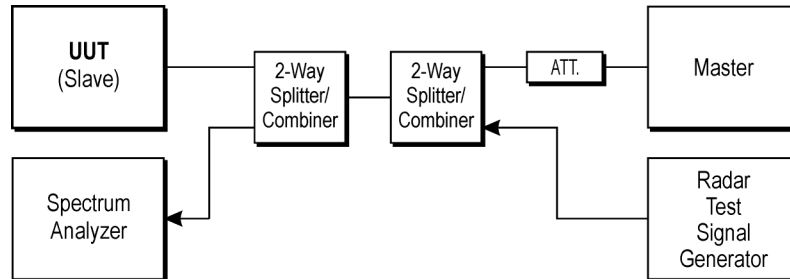 UUT
(Slave)
2-Way
Splitter/
Combiner
2-Way
Splitter/
Combiner
ATT.
Master
Spectrum
Analyzer
Radar
Test
Signal
Generator